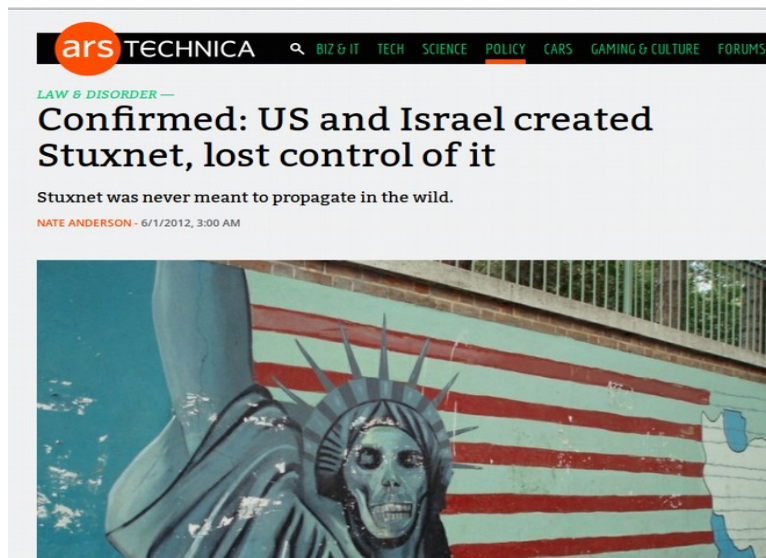 ars TECHNICA BIZ & IT TECH SCIENCE POLICY CARS GAMING & CULTURE FORUMS
LAW & DISORDER —
Confirmed: US and Israel created
Stuxnet, lost control of it
Stuxnet was never meant to propagate in the wild.
NATE ANDERSON - 6/1/2012, 3:00 AM